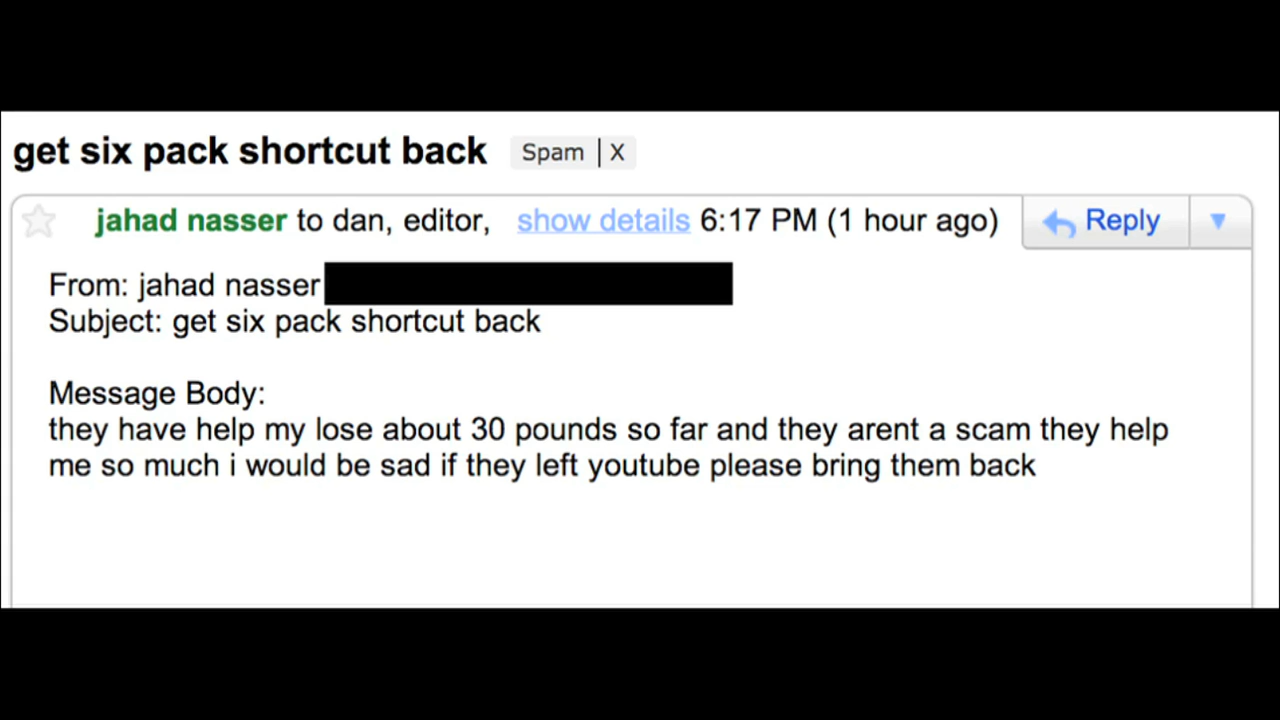 get six pack shortcut back Spam | X
jahad nasser to dan, editor, show details 6:17 PM (1 hour ago) Reply
From: jahad nasser
Subject: get six pack shortcut back
Message Body:
they have help my lose about 30 pounds so far and they arent a scam they help
me so much i would be sad if they left youtube please bring them back